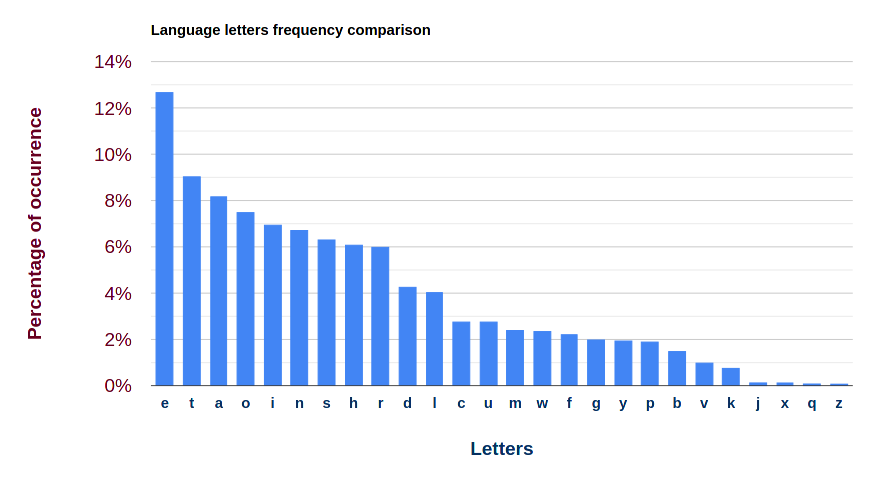 Language letters frequency comparison
Percentage of occurrence
14%
12%
10%
8%
6%
4%
2%
0%
e t a o i n s h r d l c u m w f g y p b v k j x q z
Letters